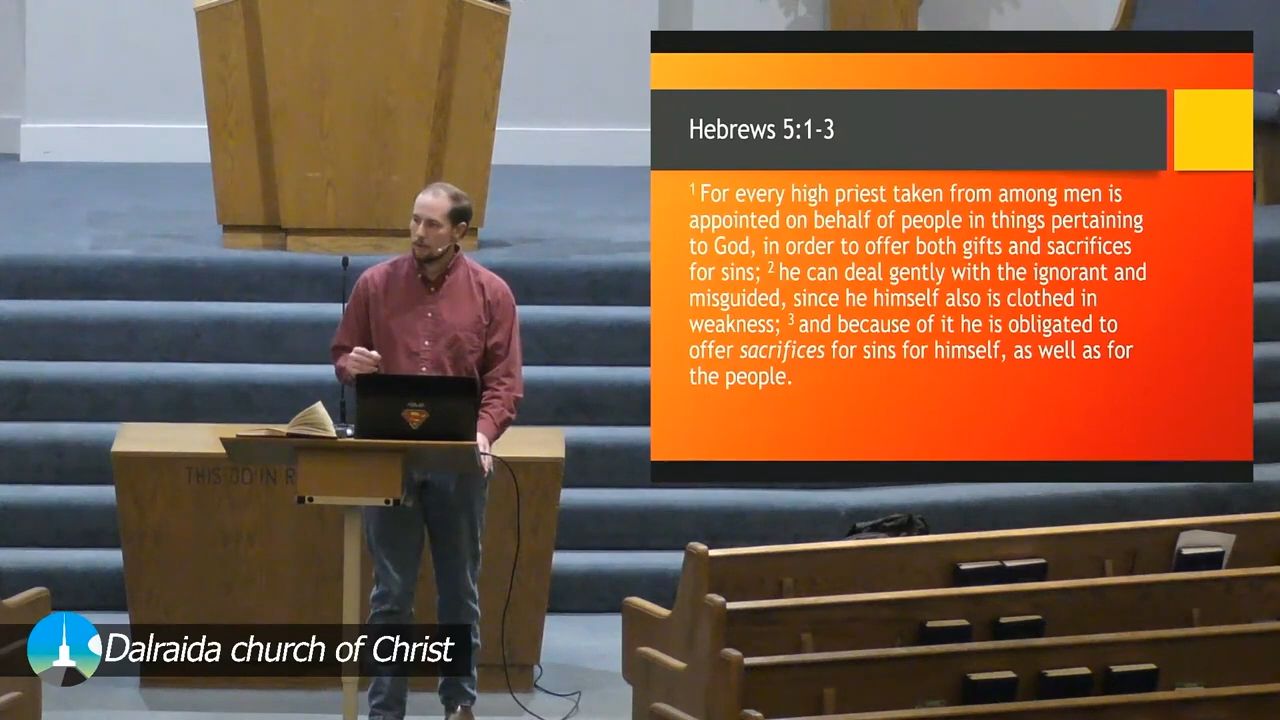 Hebrews 5:1-3
1 For every high priest taken from among men is
appointed on behalf of people in things pertaining
to God, in order to offer both gifts and sacrifices
for sins; 2 he can deal gently with the ignorant and
misguided, since he himself also is clothed in
weakness; 3 and because of it he is obligated to
offer sacrifices for sins for himself, as well as for
the people.
THIS DO IN R
Dalraida church of Christ